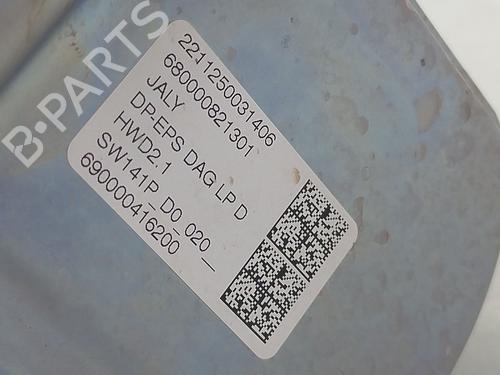 2211250031406
680000821301
JALY
DP-EPS DAG LP D
HWD2.1
SW141P_D0_020_
690000416200
B-PARTS